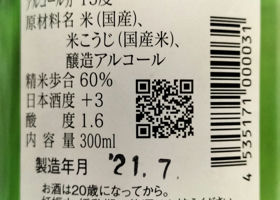 アルコール分 15度
原材料名 米(国産)、
米こうじ(国産米)、
醸造アルコール
精米歩合 60%
日本酒度 +3
酸 度 1.6
内 容 量 300ml
製造年月 '21.7.
お酒は20歳になってから。
4 535171 000031